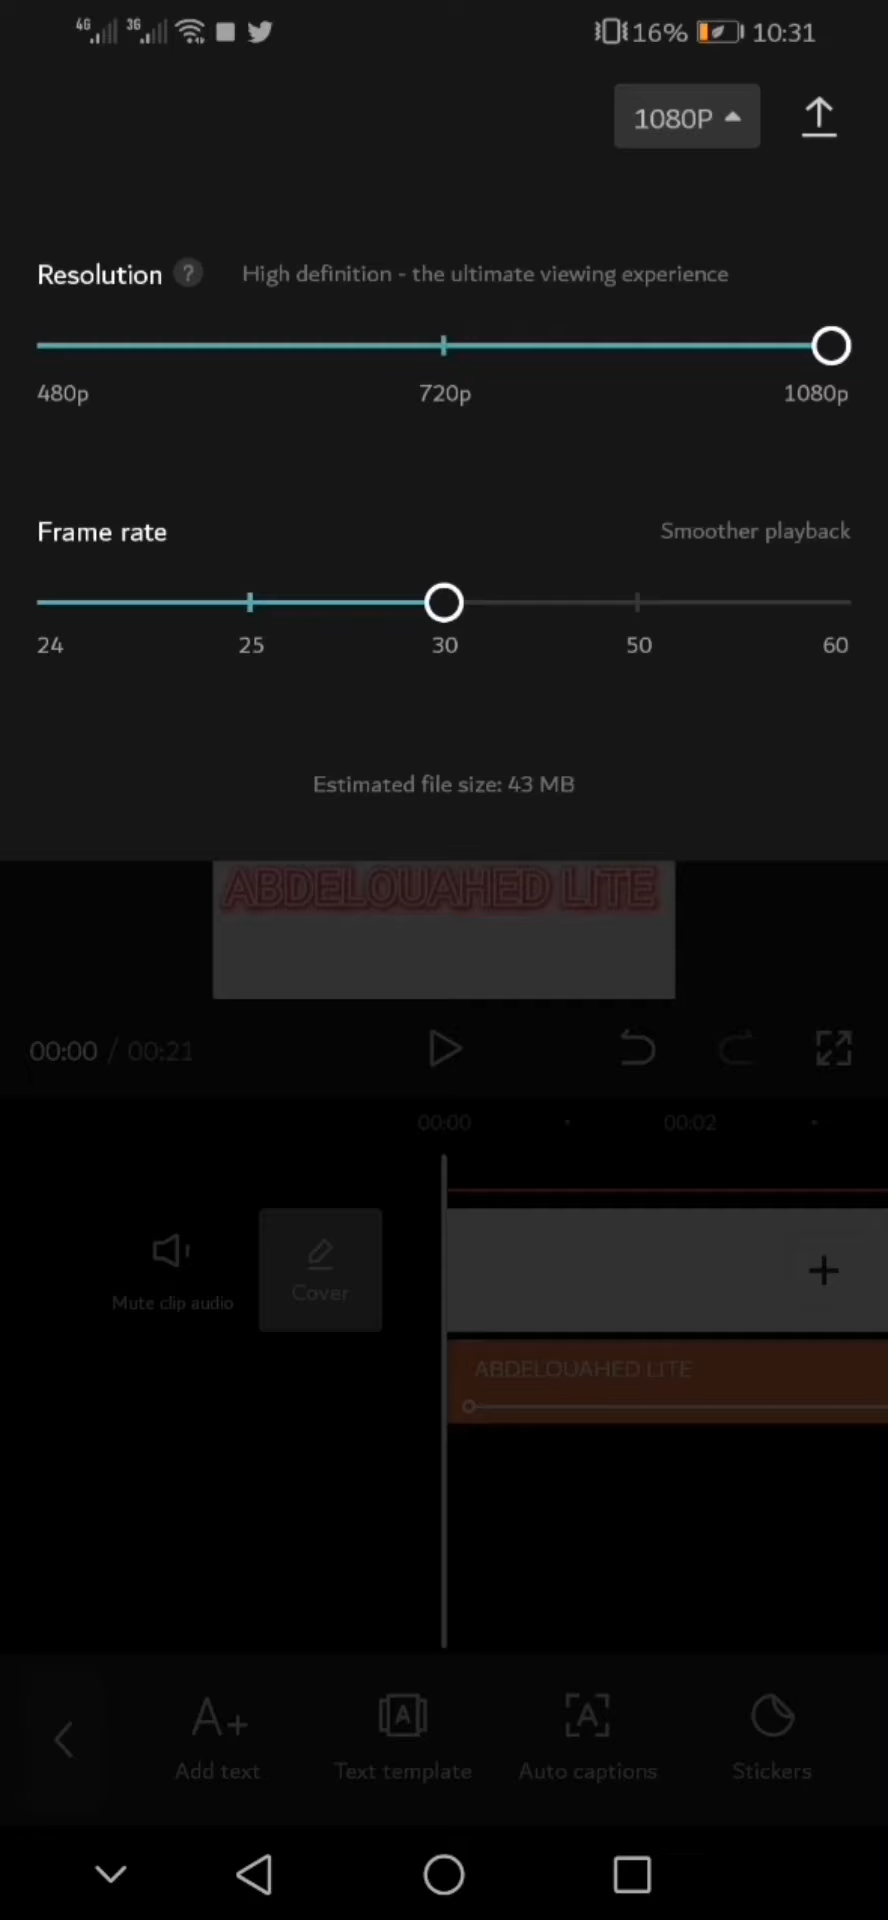 4G 3G 16% 10:31
1080P
Resolution ? High definition - the ultimate viewing experience
480p 720p 1080p
Frame rate Smoother playback
24 25 30 50 60
Estimated file size: 43 MB
ABDELOUAHED LITE
00:00 / 00:21
00:00 00:02
Mute clip audio
Cover
ABDELOUAHED LITE
Add text Text template Auto captions Stickers